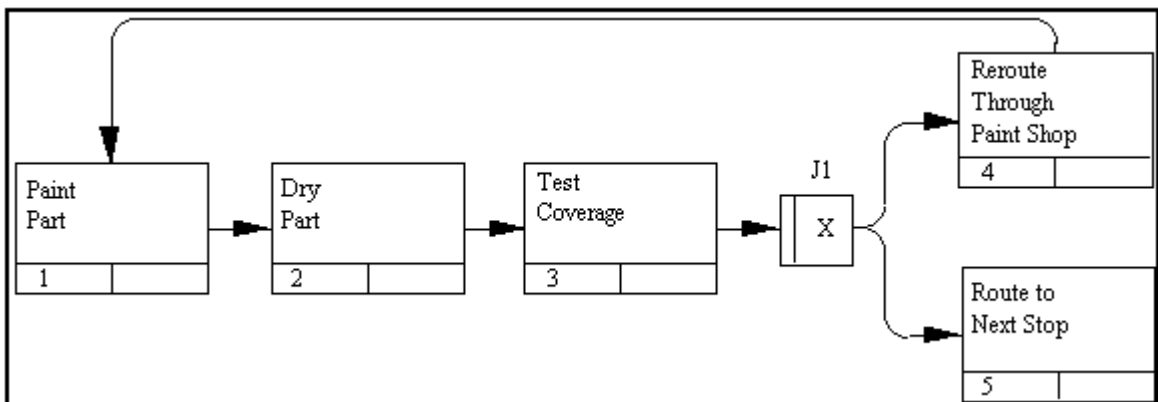 Paint
Part
1
Dry
Part
2
Test
Coverage
3
J1
X
Reroute
Through
Paint Shop
4
Route to
Next Stop
5